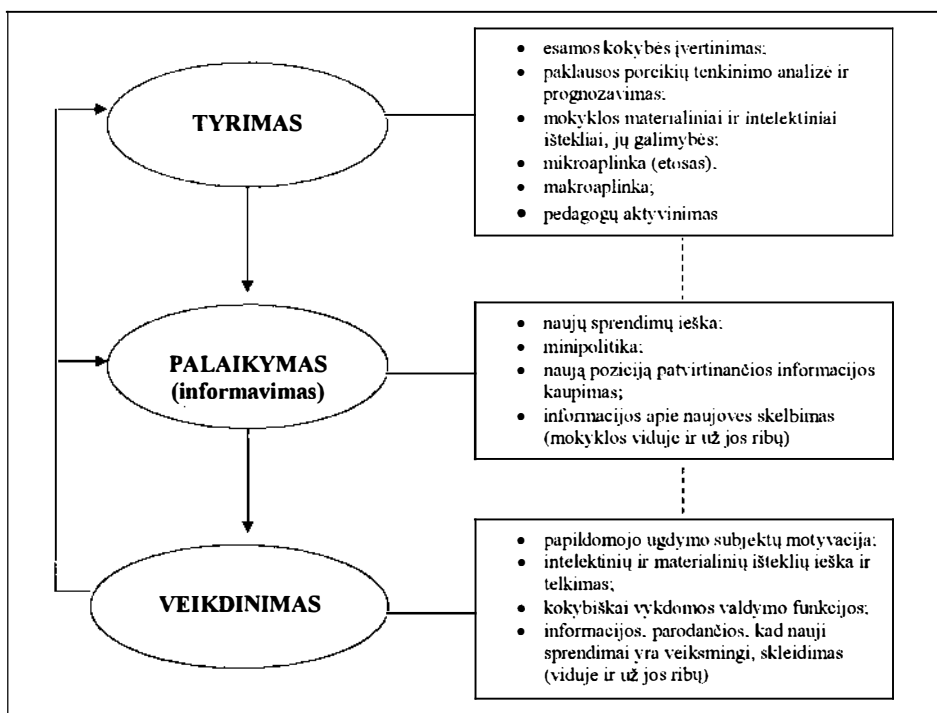 TYRIMAS
• esamos kokybės įvertinimas;
• paklausos poreikių tenkinimo analizė ir
prognozavimas;
• mokyklos materialiniai ir intelektiniai
ištekliai, jų galimybės;
• mikroaplinka (etosas).
• makroaplinka;
• pedagogų aktyvinimas
PALAIKYMAS
(informavimas)
• naujų sprendimų ieška;
• minipolitika;
• naują poziciją patvirtinančios informacijos
kaupimas;
• informacijos apie naujoves skelbimas
(mokyklos viduje ir už jos ribų)
VEIKDINIMAS
• papildomojo ugdymo subjektų motyvacija;
• intelektinių ir materialinių išteklių ieška ir
telkimas;
• kokybiškai vykdomos valdymo funkcijos;
• informacijos, parodančios, kad nauji
sprendimai yra veiksmingi, skleidimas
(viduje ir už jos ribų)